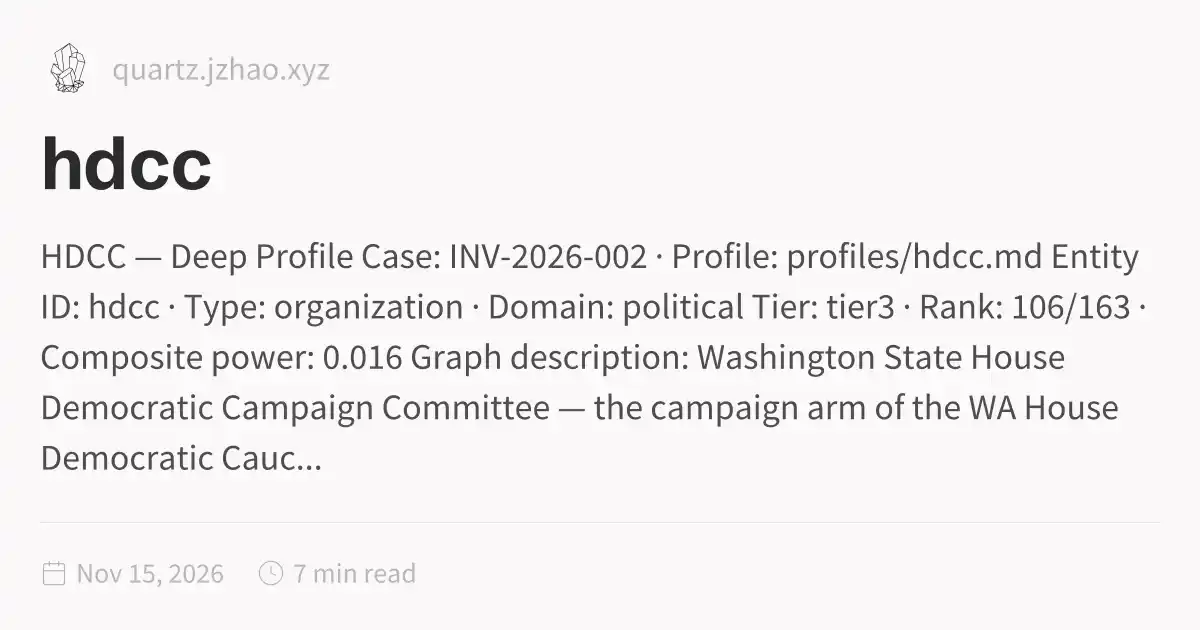 quartz.jzhao.xyz
hdcc
HDCC — Deep Profile Case: INV-2026-002 · Profile: profiles/hdcc.md Entity
ID: hdcc · Type: organization · Domain: political Tier: tier3 · Rank: 106/163 ·
Composite power: 0.016 Graph description: Washington State House
Democratic Campaign Committee — the campaign arm of the WA House
Democratic Cauc...
Nov 15, 2026 7 min read